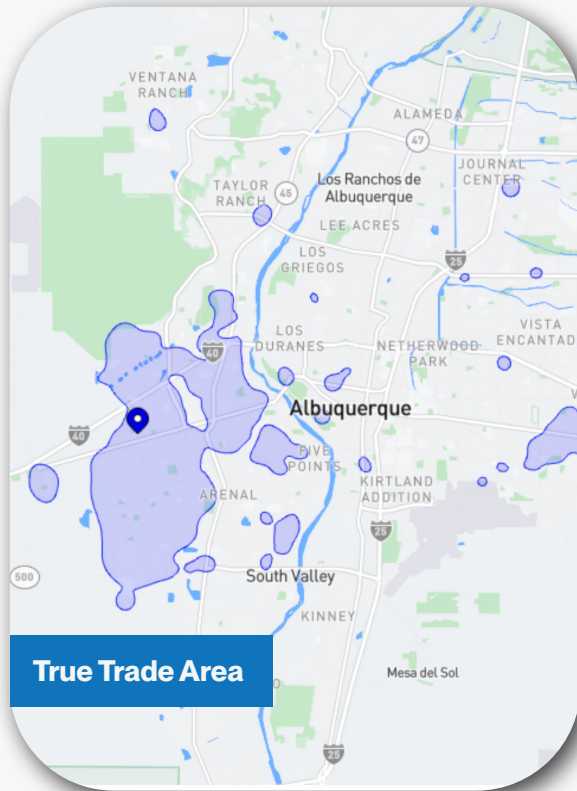 VENTANA
RANCH
ALAMEDA
47
JOURNAL
CENTER
TAYLOR
RANCH
45
Los Ranchos de
Albuquerque
LEE ACRES
LOS
GRIEGOS
25
LOS
DURANES
40
NETHERWOOD
PARK
VISTA
ENCANTAD
Albuquerque
40
FIVE
POINTS
ARENAL
KIRTLAND
ADDITION
25
500
South Valley
KINNEY
True Trade Area
Mesa del Sol
25